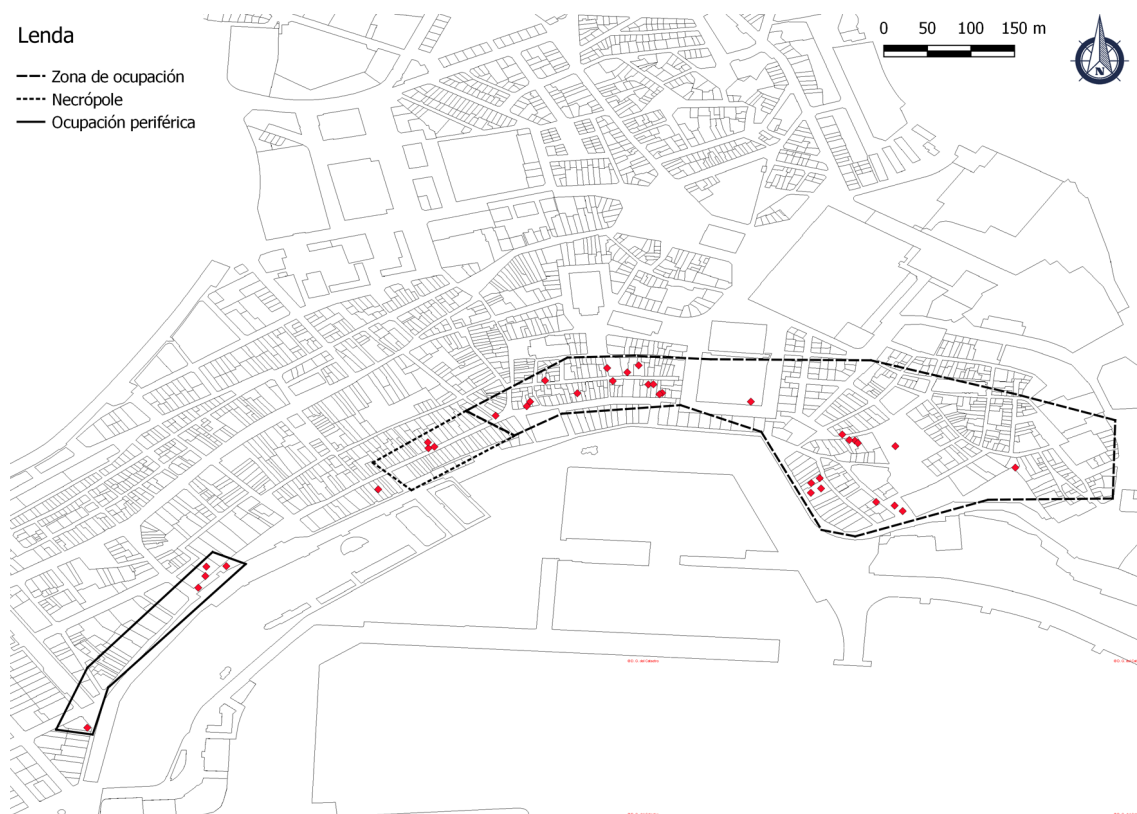 Lenda
Zona de ocupación
Necrópole
Ocupación periférica
0 50 100 150 m
N